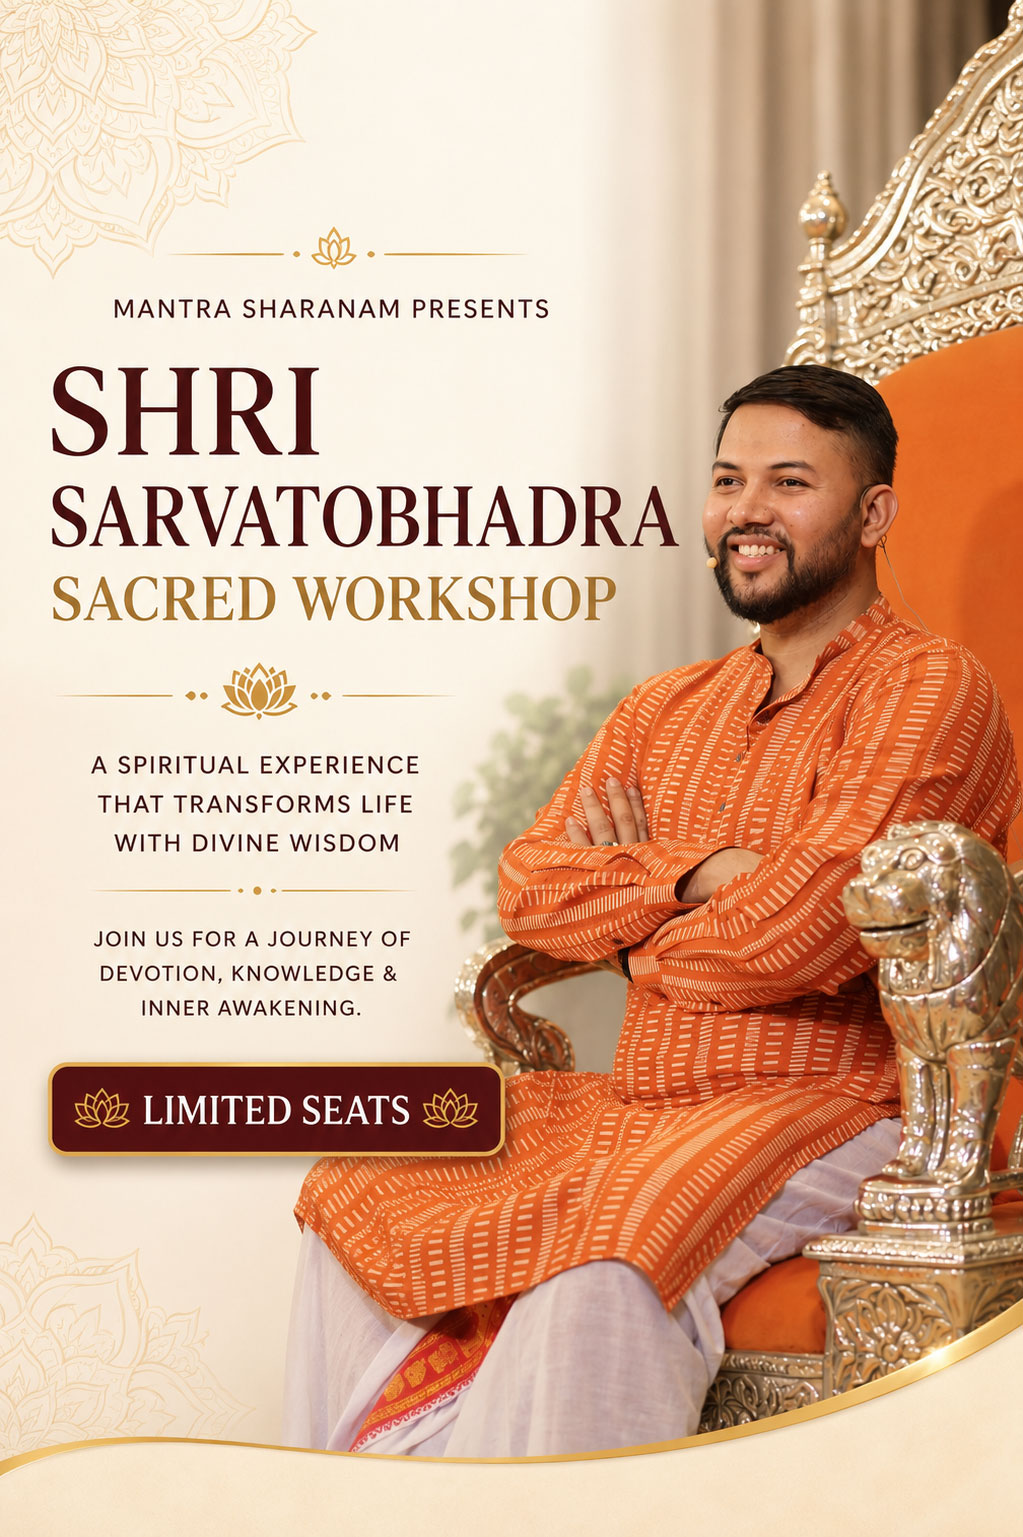 MANTRA SHARANAM PRESENTS
SHRI
SARVATOBHADRA
SACRED WORKSHOP
A SPIRITUAL EXPERIENCE
THAT TRANSFORMS LIFE
WITH DIVINE WISDOM
JOIN US FOR A JOURNEY OF
DEVOTION, KNOWLEDGE &
INNER AWAKENING.
LIMITED SEATS